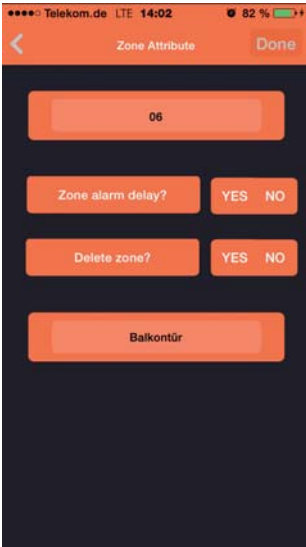 Telekom.de LTE 14:02 82 %
Zone Attribute Done
06
Zone alarm delay? YES NO
Delete zone? YES NO
Balkontür